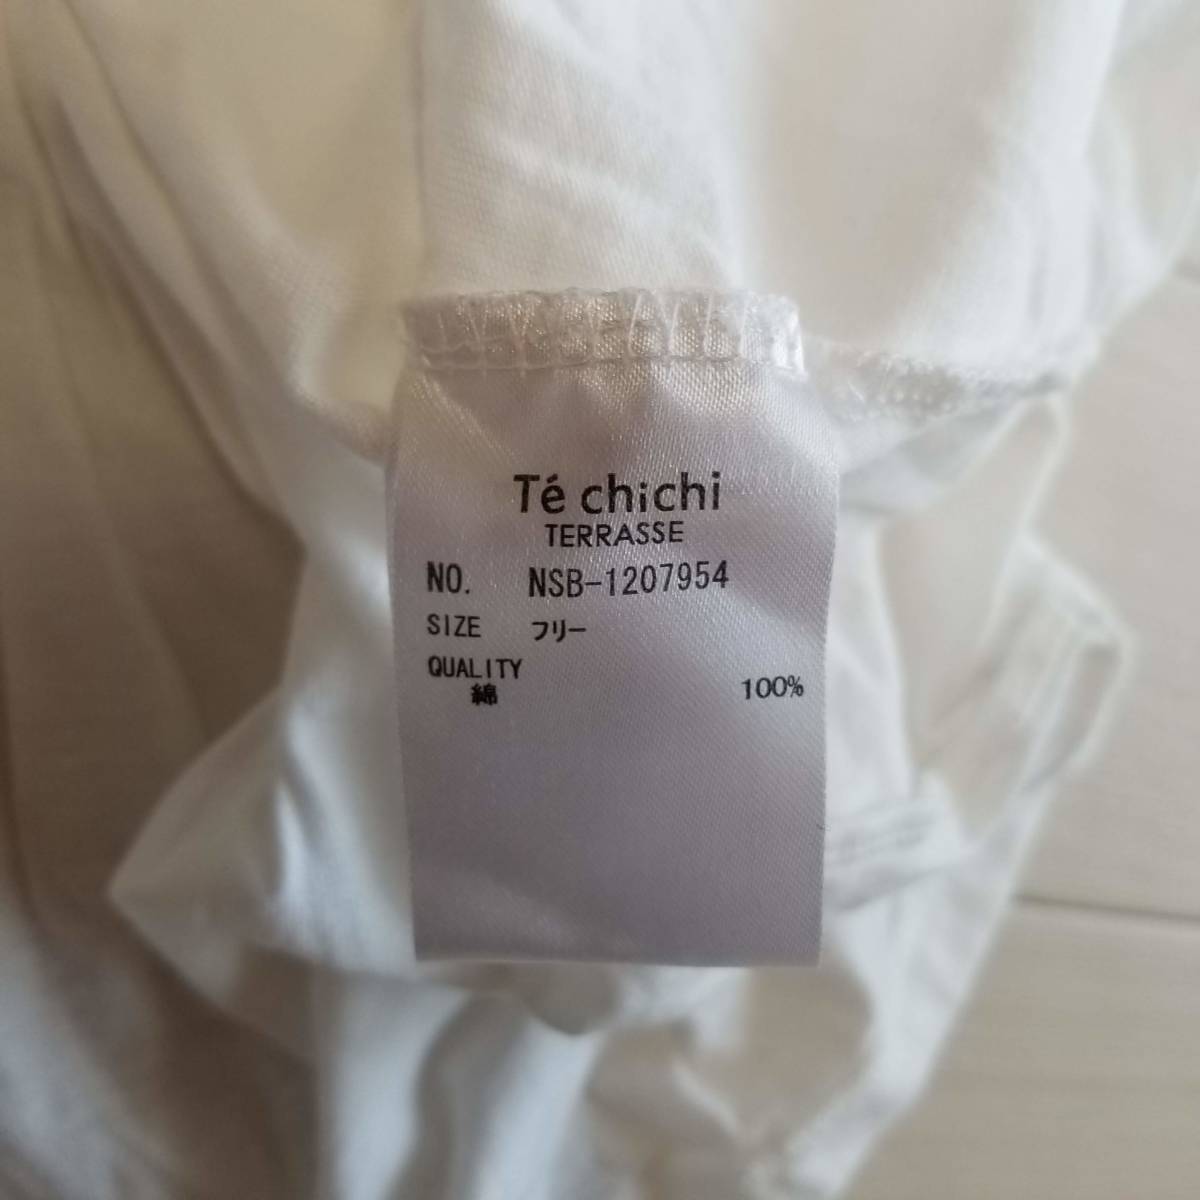 Té chichi
TERRASSE
NO. NSB-1207954
SIZE フリー
QUALITY
綿 100%